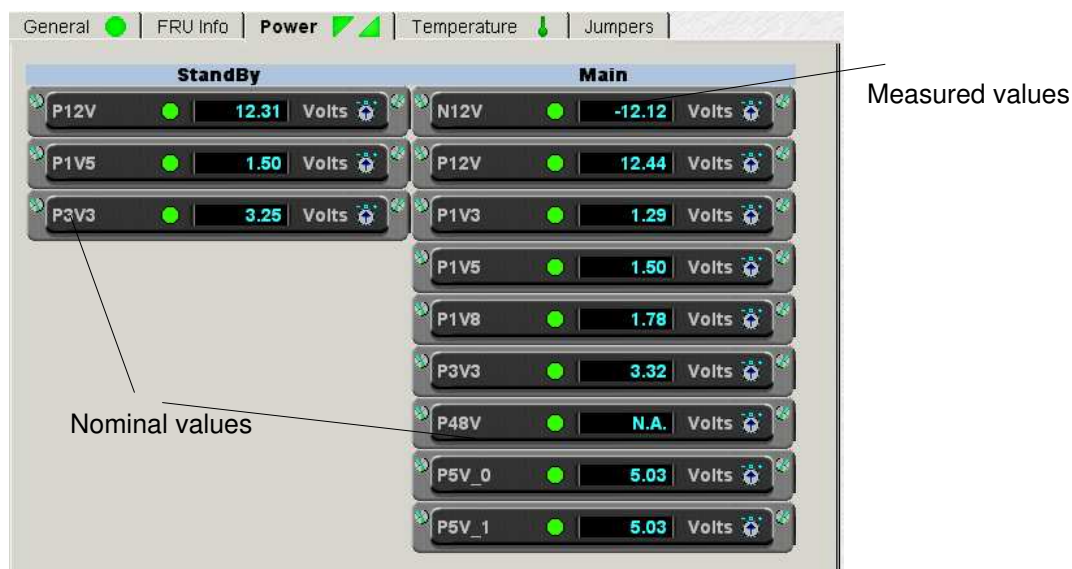 General FRU Info Power Temperature Jumpers
StandBy Main
Measured values
P12V 12.31 Volts N12V -12.12 Volts
P1V5 1.50 Volts P12V 12.44 Volts
P3V3 3.25 Volts P1V3 1.29 Volts
P1V5 1.50 Volts
P1V8 1.78 Volts
P3V3 3.32 Volts
Nominal values P48V N.A. Volts
P5V_0 5.03 Volts
P5V_1 5.03 Volts